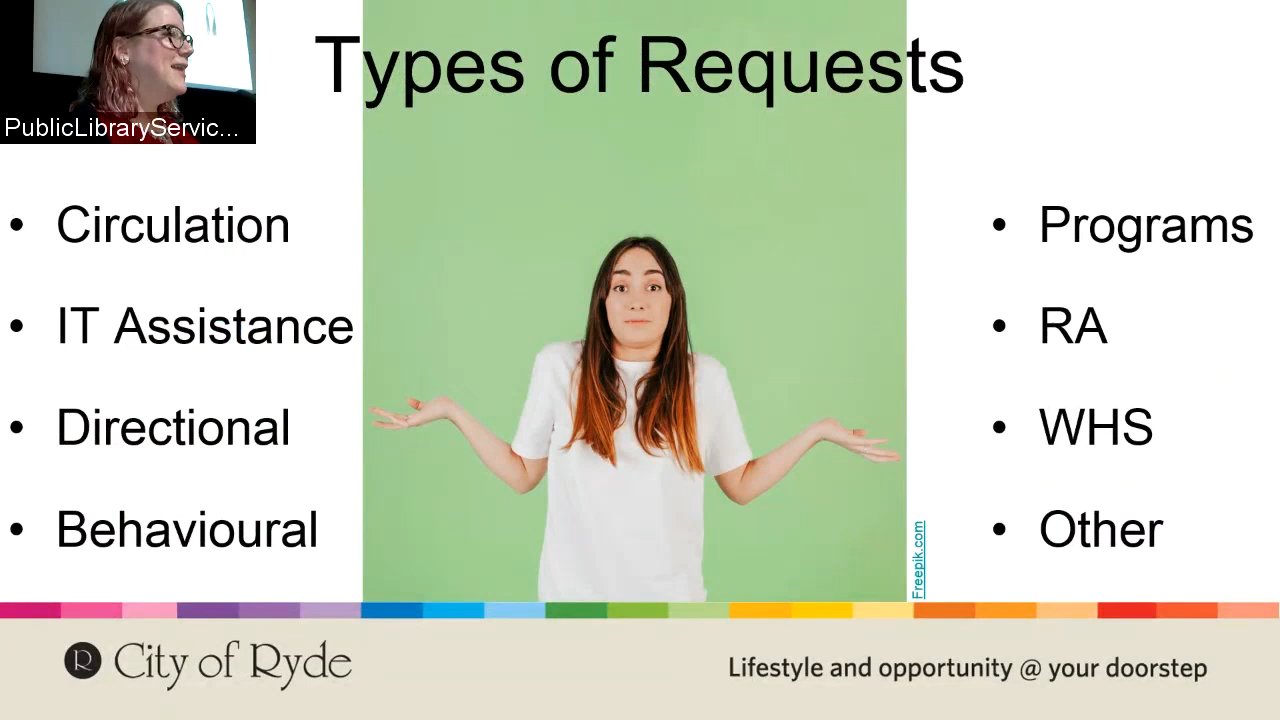 PublicLibraryServic...
Types of Requests
• Circulation
• IT Assistance
• Directional
• Behavioural
• Programs
• RA
• WHS
• Other
Freepik.com
R City of Ryde
Lifestyle and opportunity @ your doorstep